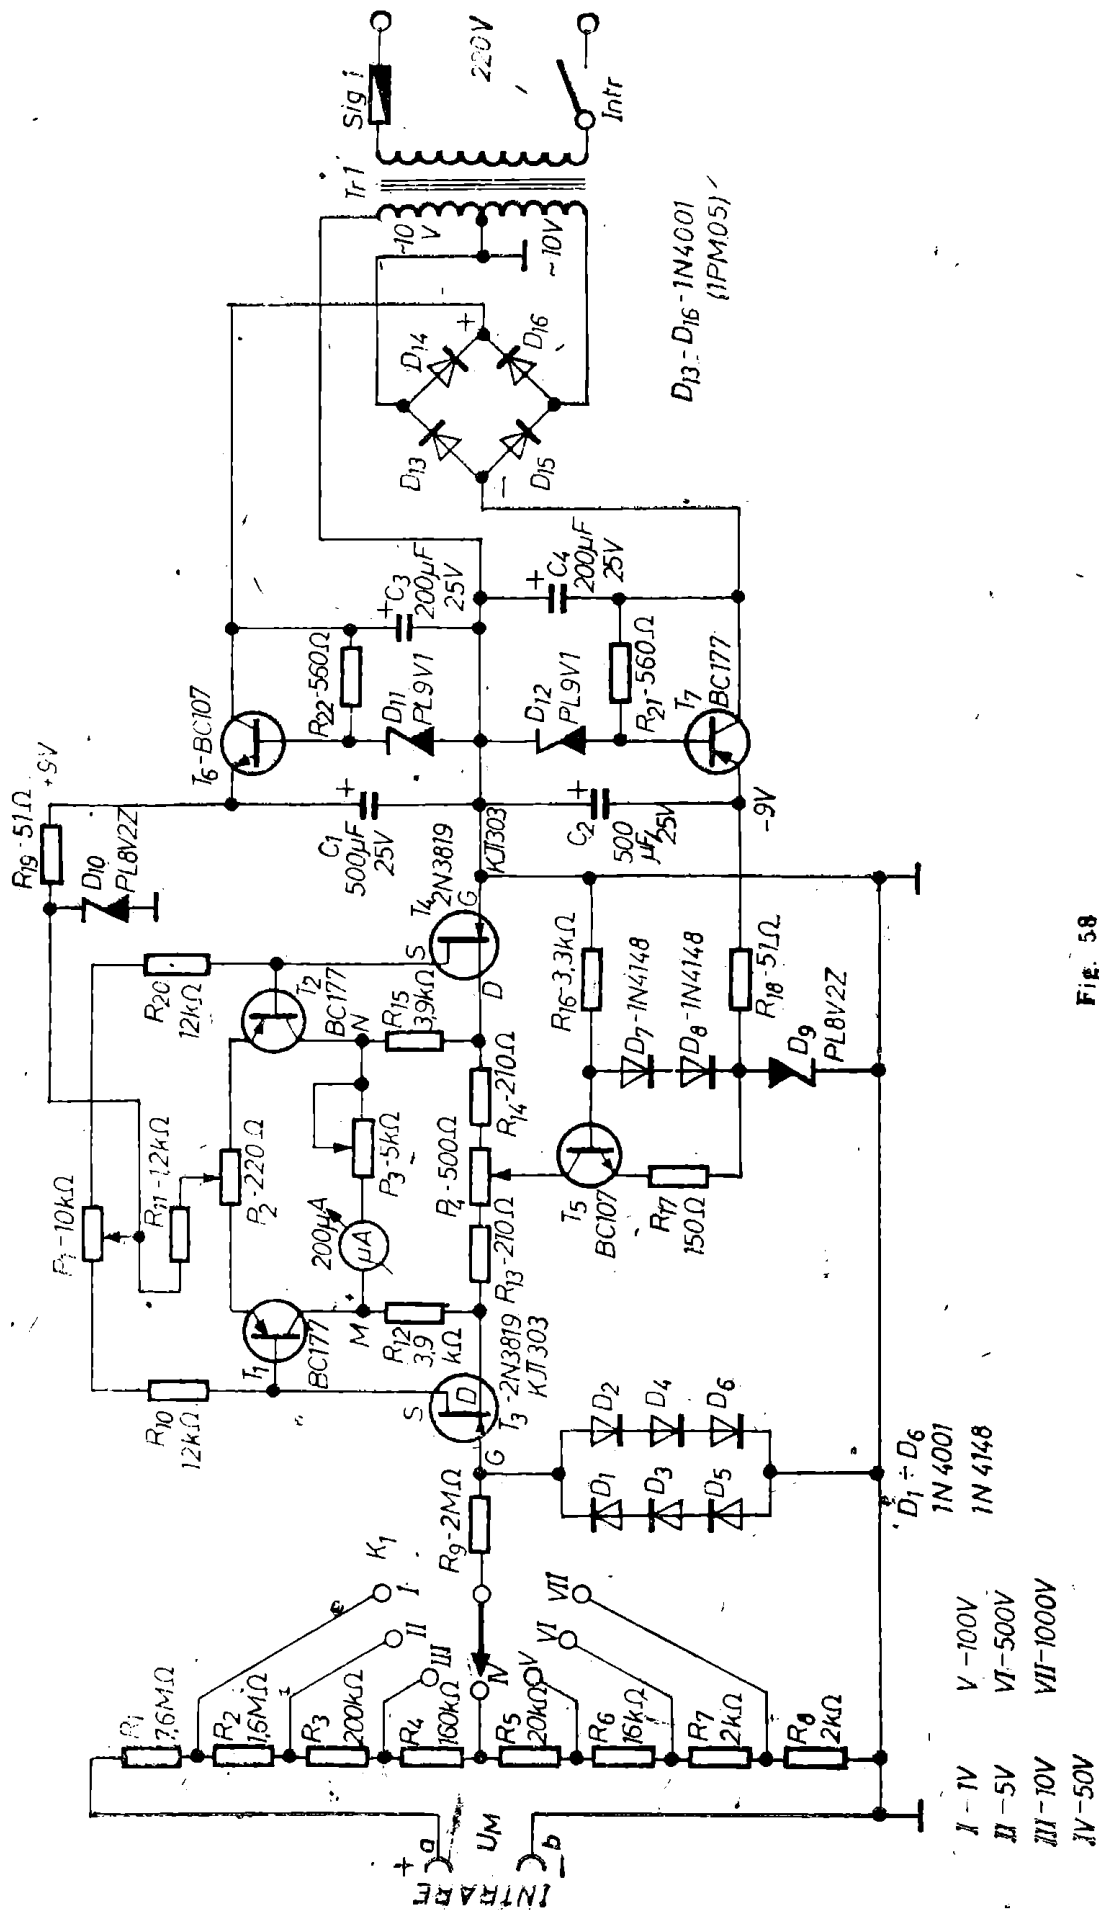 INTRARE
+
a
UM
b
−
R1
7,6MΩ
R2
1,6MΩ
R3
200kΩ
R4
160kΩ
R5
20kΩ
R6
16kΩ
R7
2kΩ
R8
2kΩ
K1
I
II
III
IV
V
VI
VII
R9-2MΩ
I-1V
II-5V
III-10V
IV-50V
V-100V
VI-500V
VII-1000V
D1
D2
D3
D4
D5
D6
D1÷D6
1N4001
1N4148
R10
12kΩ
T1
BC177
S
D
G
T3-2N3819
KΠ303
M
R12
3,9
kΩ
P1-10kΩ
R11-12kΩ
P2-220Ω
200μA
μA
P3-5kΩ
R13-210Ω
P4-500Ω
R14-210Ω
N
R15
3,9kΩ
R20
12kΩ
T2
BC177
S
D
G
T4
2N3819
KΠ303
T5
BC107
R17
150Ω
R16-3,3kΩ
D7-1N4148
D8-1N4148
R18-51Ω
D9
PL8V2Z
R19-51Ω
+9V
D10
PL8V2Z
C1
500μF
25V
+
C2
500
μF
25V
+
-9V
T6-BC107
R22-560Ω
D11
PL9V1
D12
PL9V1
R21-560Ω
T7
BC177
+
C3
200μF
25V
+
C4
200μF
25V
D13
D14
D15
D16
+
−
D13-D16-1N4001
(1PM05)
~10
V
~10V
Tr1
Sig 1
220V
Intr
Fig. 58